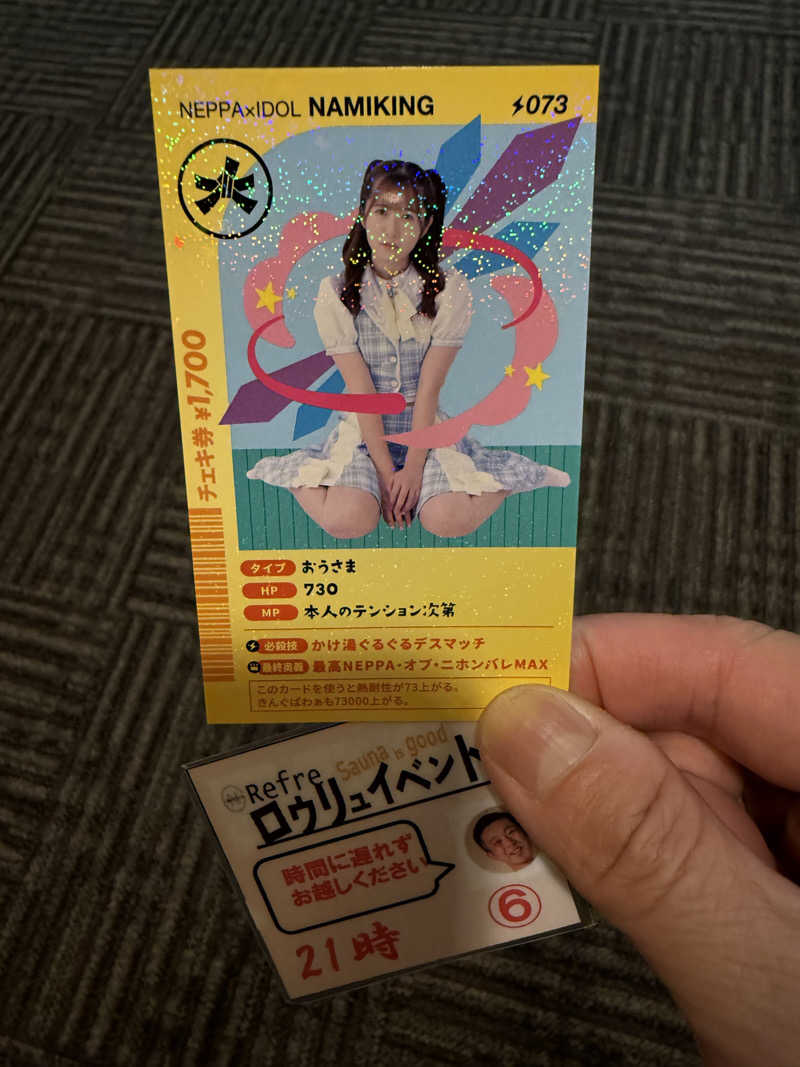 NEPPA×IDOL NAMIKING
073
チェキ券 ¥1,700
タイプ おうさま
HP 730
MP 本人のテンション次第
必殺技 かけ湯ぐるぐるデスマッチ
最終奥義 最高NEPPA・オブ・ニホンバレMAX
このカードを使うと熱耐性が73上がる。
きんぐぱわぁも73000上がる。
Refre Sauna is good
ロウリュイベント
時間に遅れず
お越しください
⑥
21時